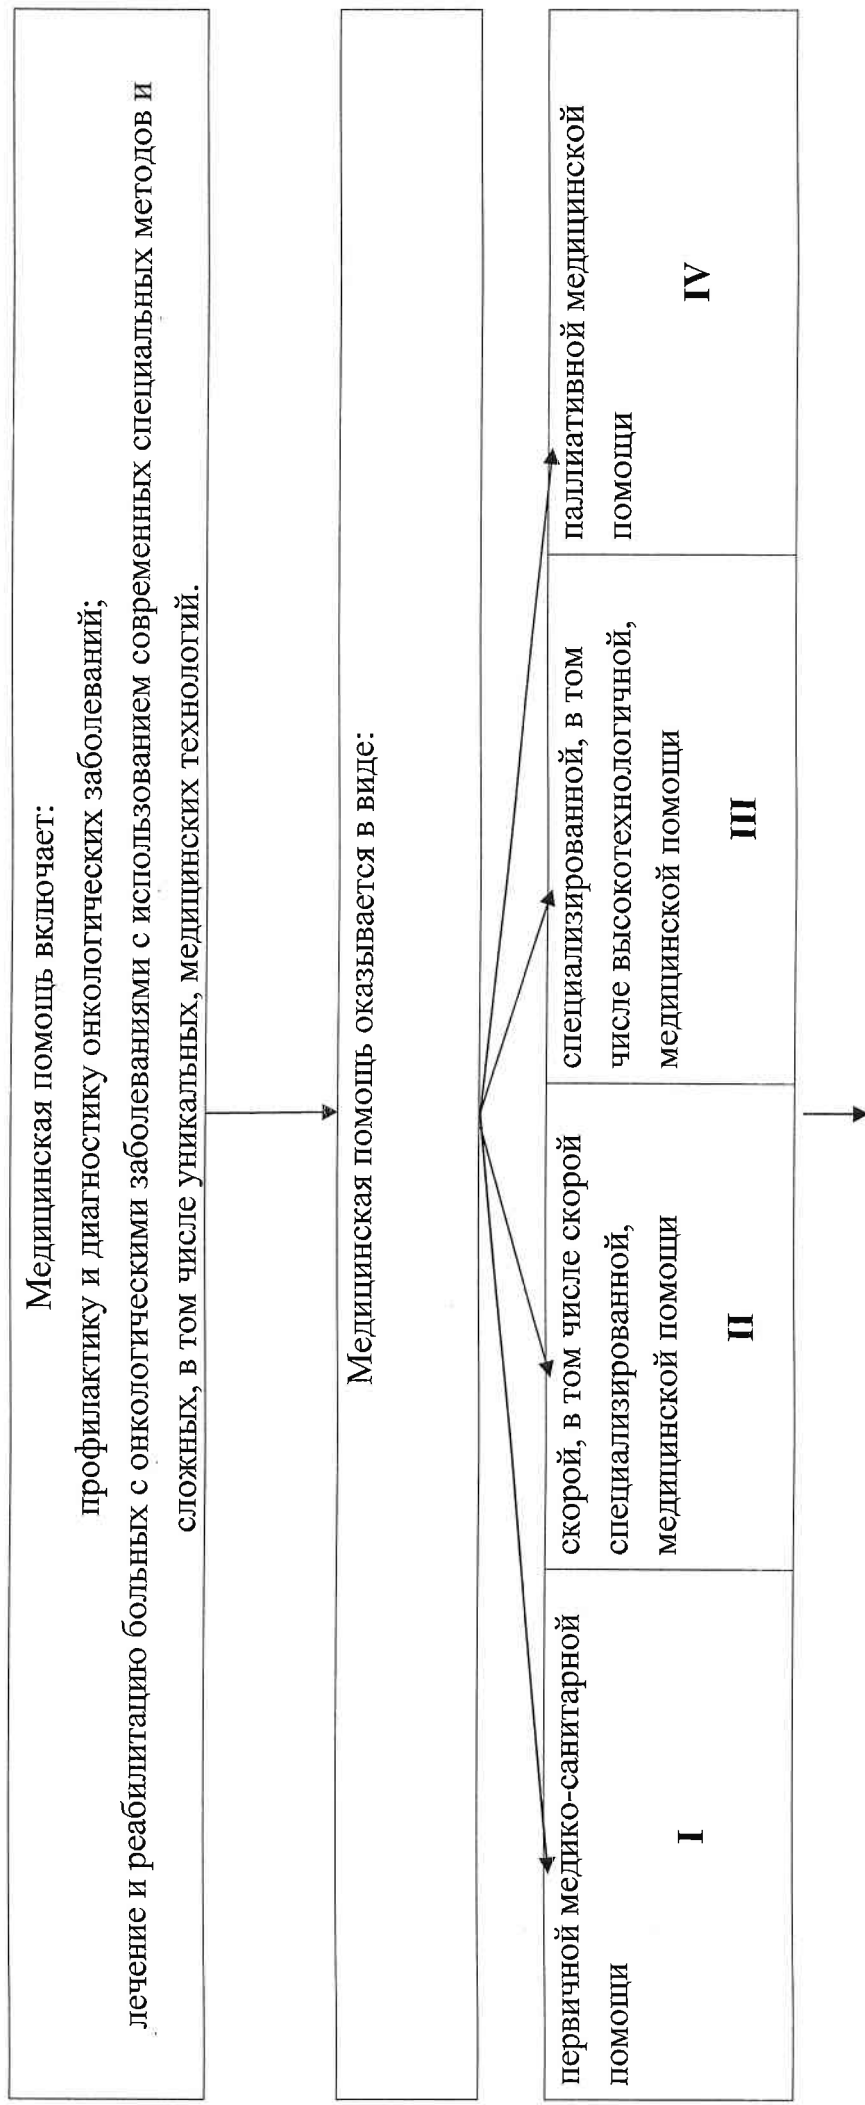 Медицинская помощь включает:
профилактику и диагностику онкологических заболеваний;
лечение и реабилитацию больных с онкологическими заболеваниями с использованием современных специальных методов и
сложных, в том числе уникальных, медицинских технологий.
Медицинская помощь оказывается в виде:
первичной медико-санитарной
помощи
I
скорой, в том числе скорой
специализированной,
медицинской помощи
II
специализированной, в том
числе высокотехнологичной,
медицинской помощи
III
паллиативной медицинской
помощи
IV